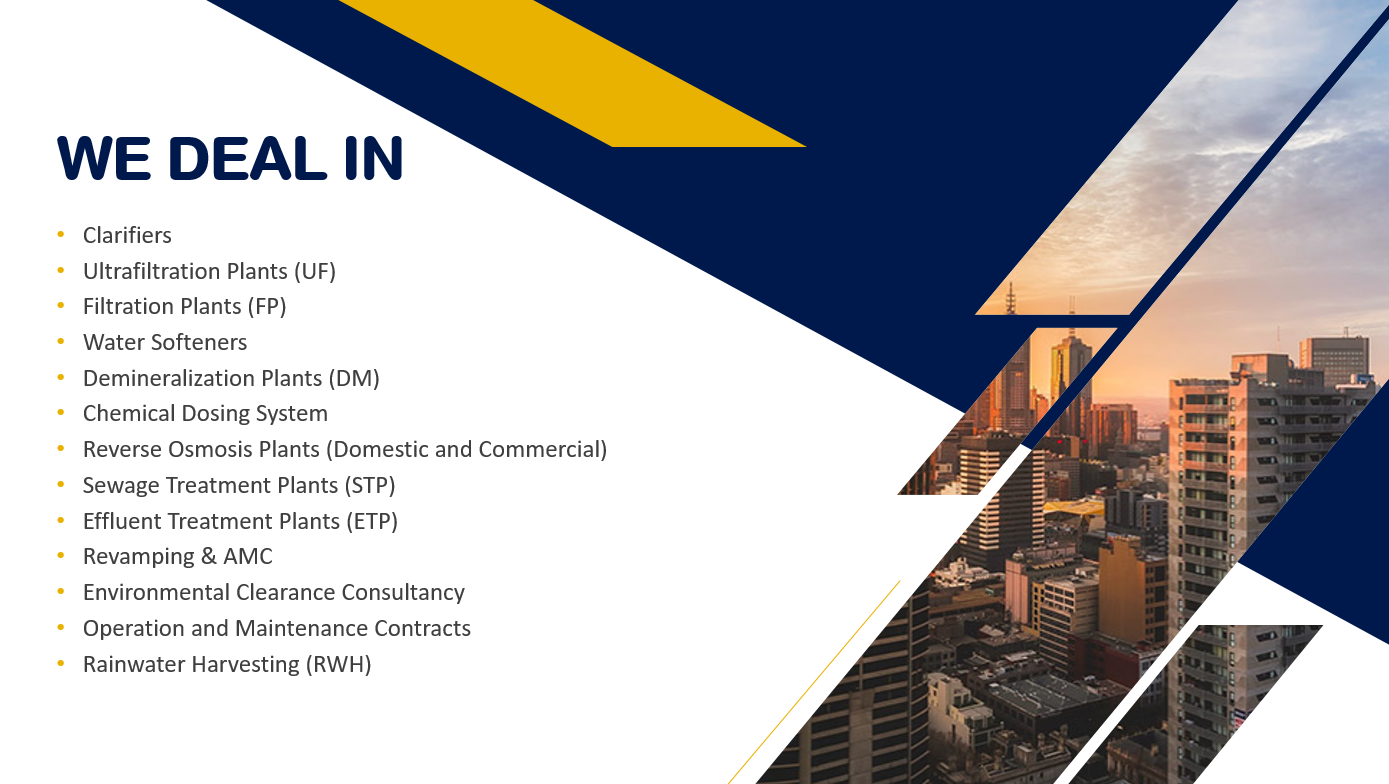 WE DEAL IN
• Clarifiers
• Ultrafiltration Plants (UF)
• Filtration Plants (FP)
• Water Softeners
• Demineralization Plants (DM)
• Chemical Dosing System
• Reverse Osmosis Plants (Domestic and Commercial)
• Sewage Treatment Plants (STP)
• Effluent Treatment Plants (ETP)
• Revamping & AMC
• Environmental Clearance Consultancy
• Operation and Maintenance Contracts
• Rainwater Harvesting (RWH)